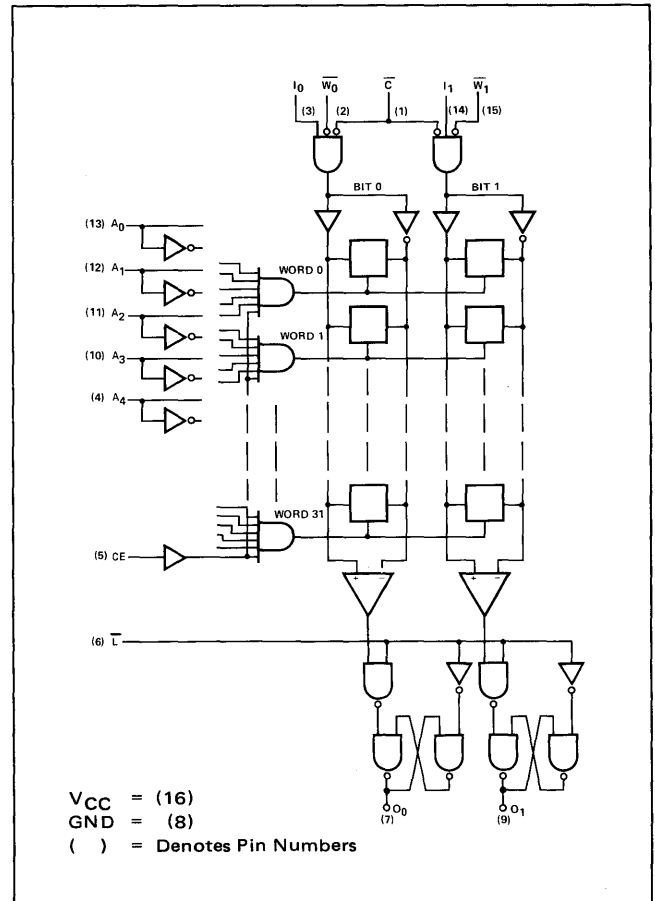 I0 W̅0̅ C̅ I1 W̅1̅
(3) (2) (1) (14) (15)
BIT 0 BIT 1
(13) A0
(12) A1
WORD 0
(11) A2
WORD 1
(10) A3
(4) A4
WORD 31
(5) CE
+ - + -
(6) L̅
O0 O1
(7) (9)
VCC = (16)
GND = (8)
( ) = Denotes Pin Numbers